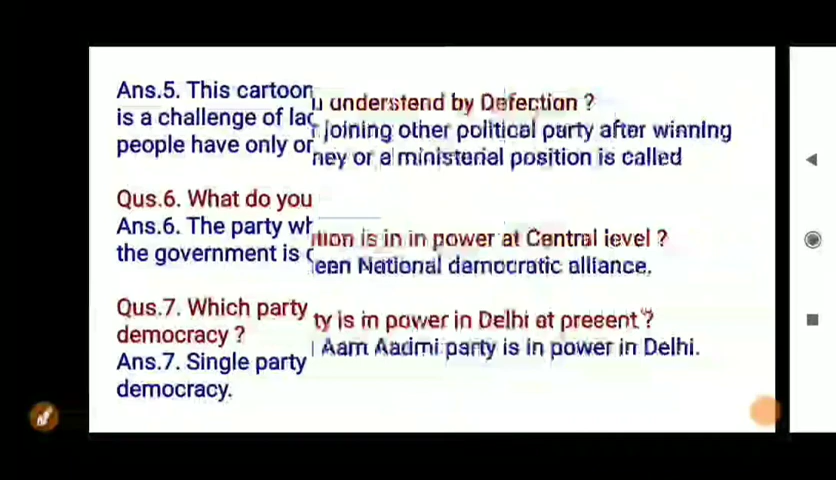 Ans.5. This cartoon
is a challenge of lac
people have only or
Qus.6. What do you
Ans.6. The party wh
the government is
Qus.7. Which party
democracy ?
Ans.7. Single party
democracy.
u understend by Defection ?
joining other political party after winning
ney or a ministerial position is called
is in in power at Central level ?
een National damocratic alliance.
ty is in power in Delhi at present ?
Aam Aadmi party is in power in Delhi.